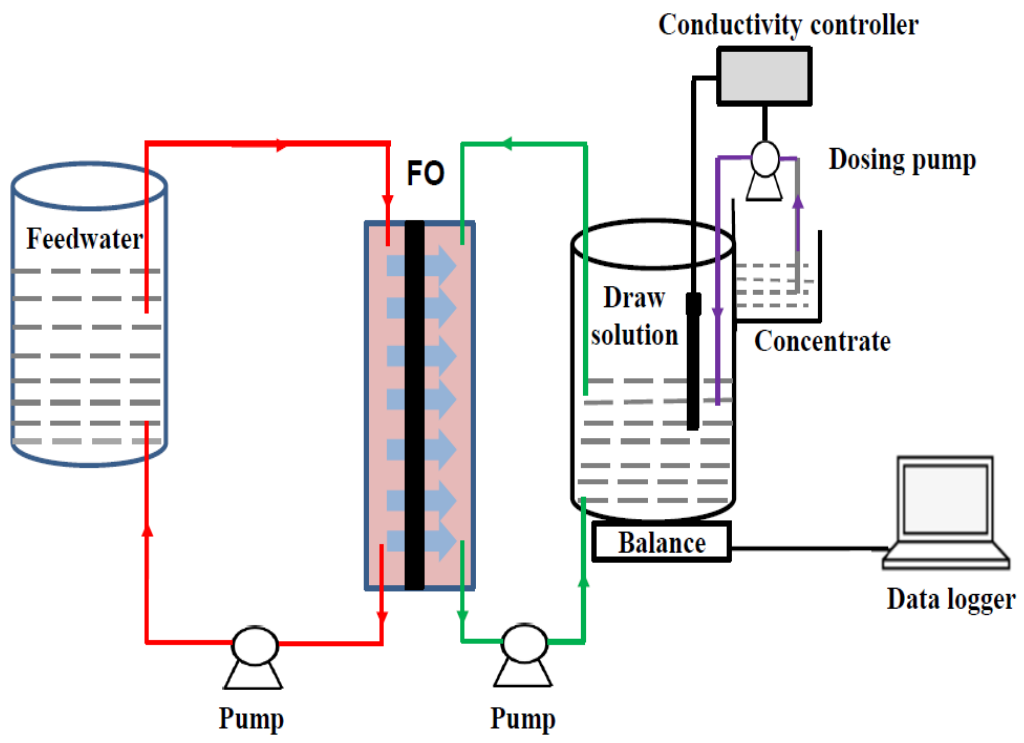 Conductivity controller
Dosing pump
FO
Feedwater
Draw
solution
Concentrate
Balance
Data logger
Pump
Pump